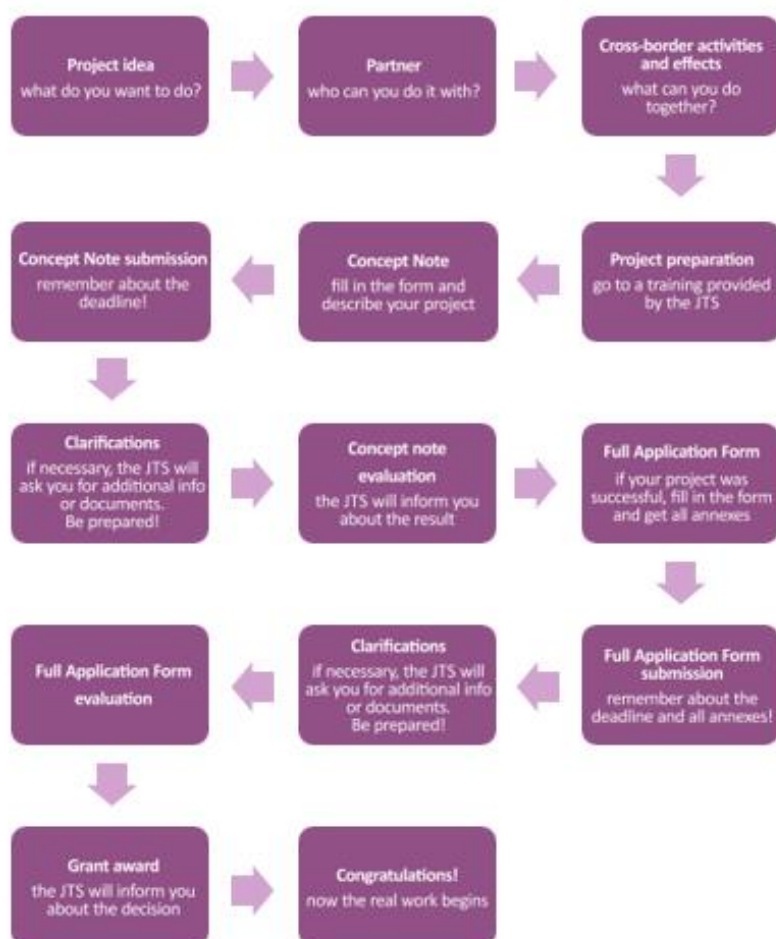 Project idea
what do you want to do?
Partner
who can you do it with?
Cross-border activities
and effects
what can you do
together?
Project preparation
go to a training provided
by the JTS
Concept Note
fill in the form and
describe your project
Concept Note submission
remember about the
deadline!
Clarifications
if necessary, the JTS will
ask you for additional info
or documents.
Be prepared!
Concept note
evaluation
the JTS will inform you
about the result
Full Application Form
if your project was
successful, fill in the form
and get all annexes
Full Application Form
submission
remember about the
deadline and all annexes!
Clarifications
if necessary, the JTS will
ask you for additional info
or documents.
Be prepared!
Full Application Form
evaluation
Grant award
the JTS will inform you
about the decision
Congratulations!
now the real work begins